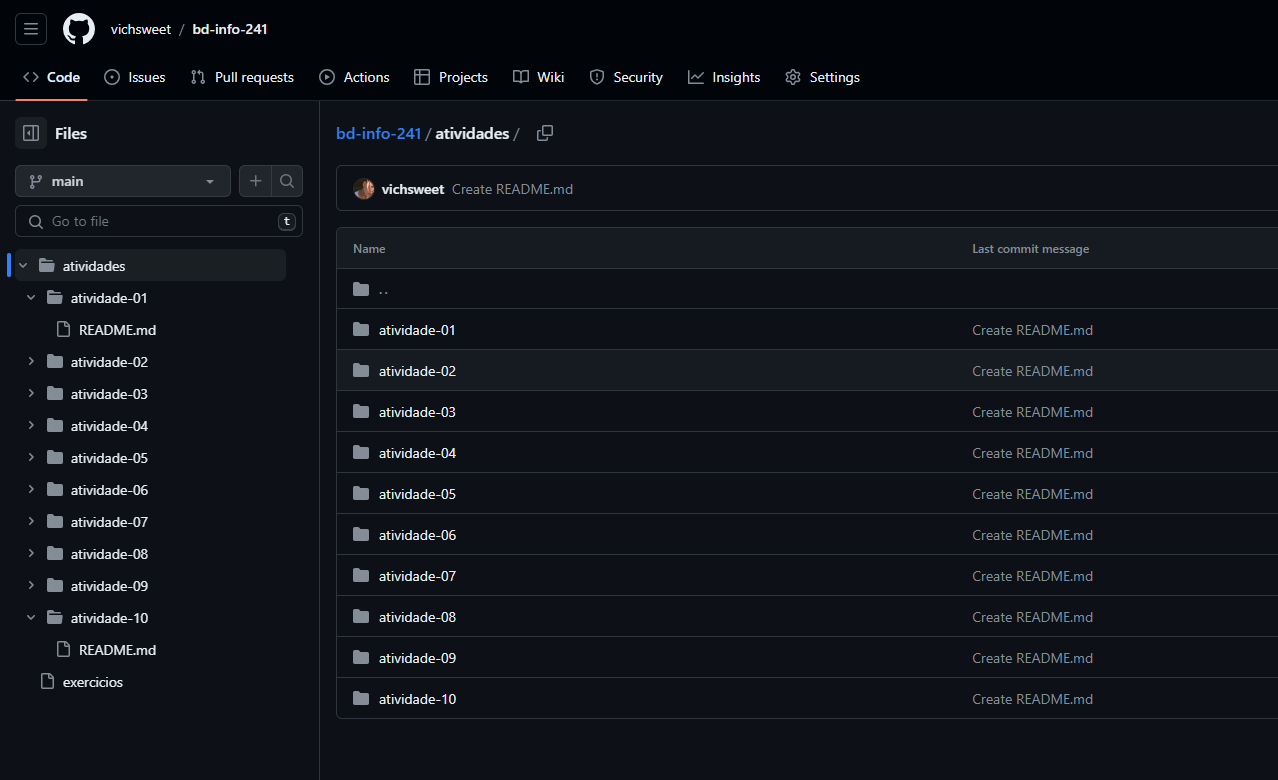 vichsweet / bd-info-241
Code Issues Pull requests Actions Projects Wiki Security Insights Settings
Files
main
Go to file t
atividades
atividade-01
README.md
atividade-02
atividade-03
atividade-04
atividade-05
atividade-06
atividade-07
atividade-08
atividade-09
atividade-10
README.md
exercicios
bd-info-241 / atividades /
vichsweet Create README.md
Name Last commit message
..
atividade-01 Create README.md
atividade-02 Create README.md
atividade-03 Create README.md
atividade-04 Create README.md
atividade-05 Create README.md
atividade-06 Create README.md
atividade-07 Create README.md
atividade-08 Create README.md
atividade-09 Create README.md
atividade-10 Create README.md